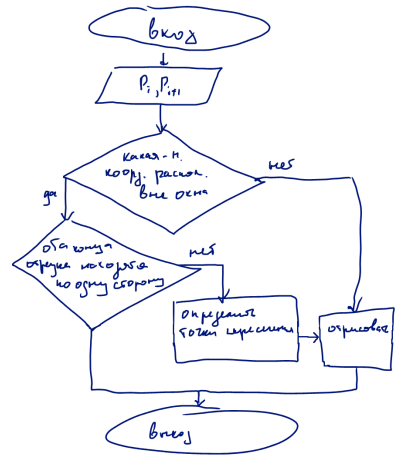 вход
Pi, Pi+1
какая-н.
коорд. распол.
вне окна
нет
да
оба конца
отрезка находятся
по одну сторону
нет
определить
точки пересечения
отрисовать
выход